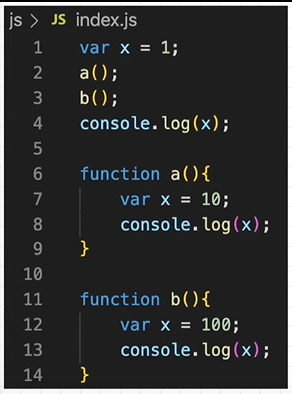 js > JS index.js
1 var x = 1;
2 a();
3 b();
4 console.log(x);
5
6 function a(){
7     var x = 10;
8     console.log(x);
9 }
10
11 function b(){
12     var x = 100;
13     console.log(x);
14 }